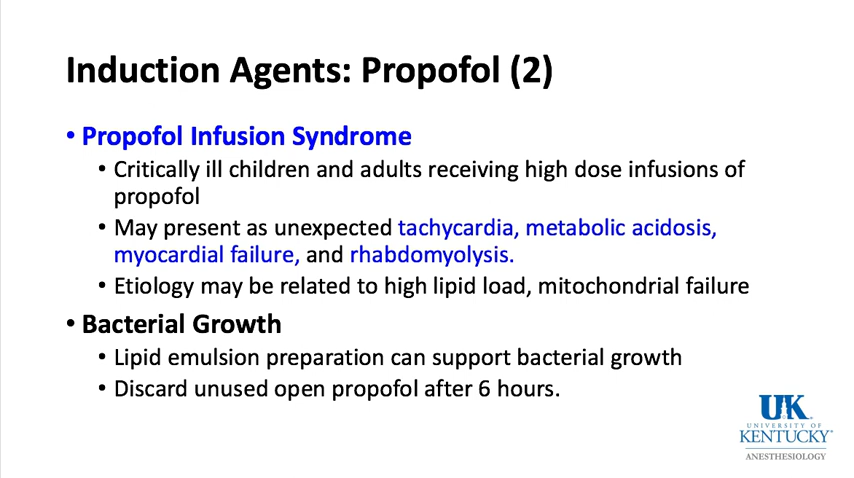 Induction Agents: Propofol (2)
• Propofol Infusion Syndrome
• Critically ill children and adults receiving high dose infusions of
propofol
• May present as unexpected tachycardia, metabolic acidosis,
myocardial failure, and rhabdomyolysis.
• Etiology may be related to high lipid load, mitochondrial failure
• Bacterial Growth
• Lipid emulsion preparation can support bacterial growth
• Discard unused open propofol after 6 hours.
UK
UNIVERSITY OF
KENTUCKY®
ANESTHESIOLOGY